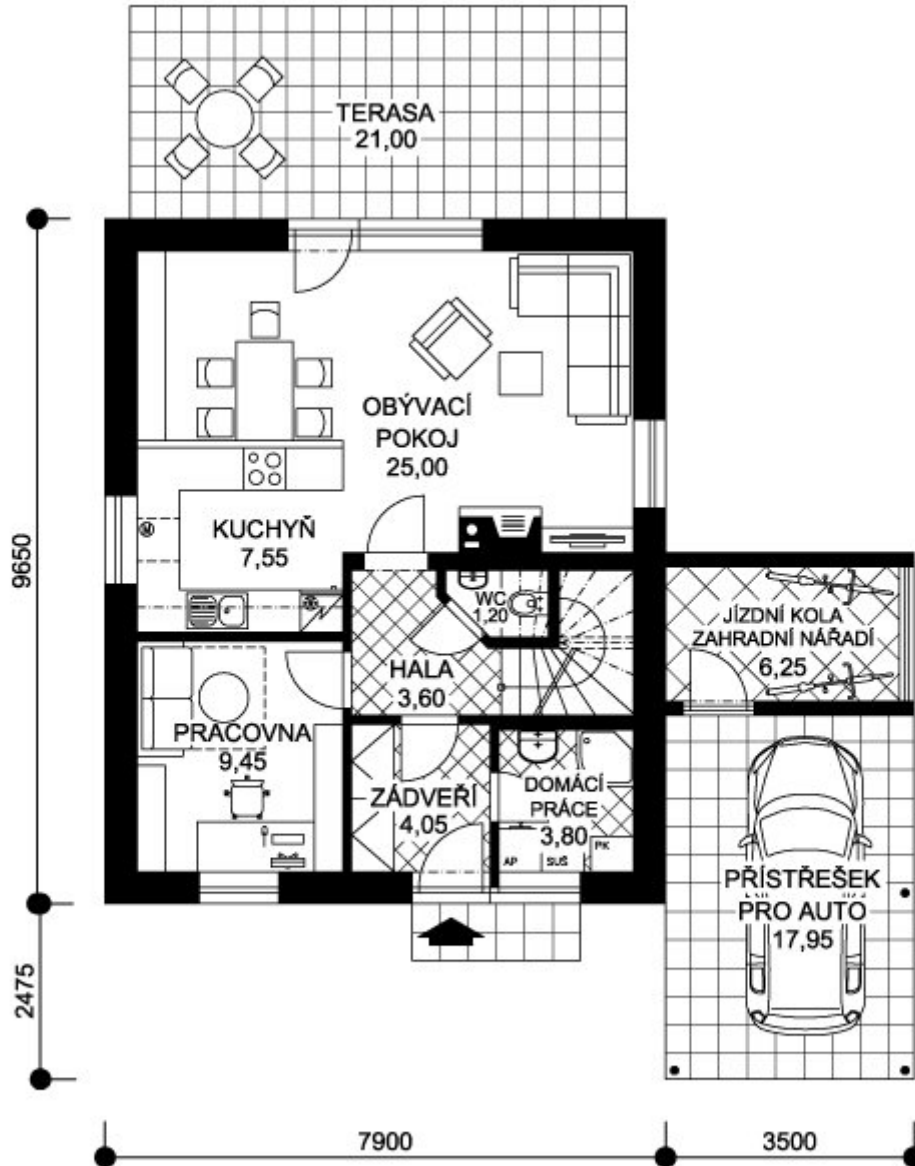 TERASA
21,00
OBÝVACÍ
POKOJ
25,00
KUCHYŇ
7,55
WC
1,20
JÍZDNÍ KOLA
ZAHRADNÍ NÁŘADÍ
6,25
HALA
3,60
PRACOVNA
9,45
ZÁDVEŘÍ
4,05
DOMÁCÍ
PRÁCE
3,80
AP
SUŠ
PK
PŘÍSTŘEŠEK
PRO AUTO
17,95
9650
2475
7900
3500